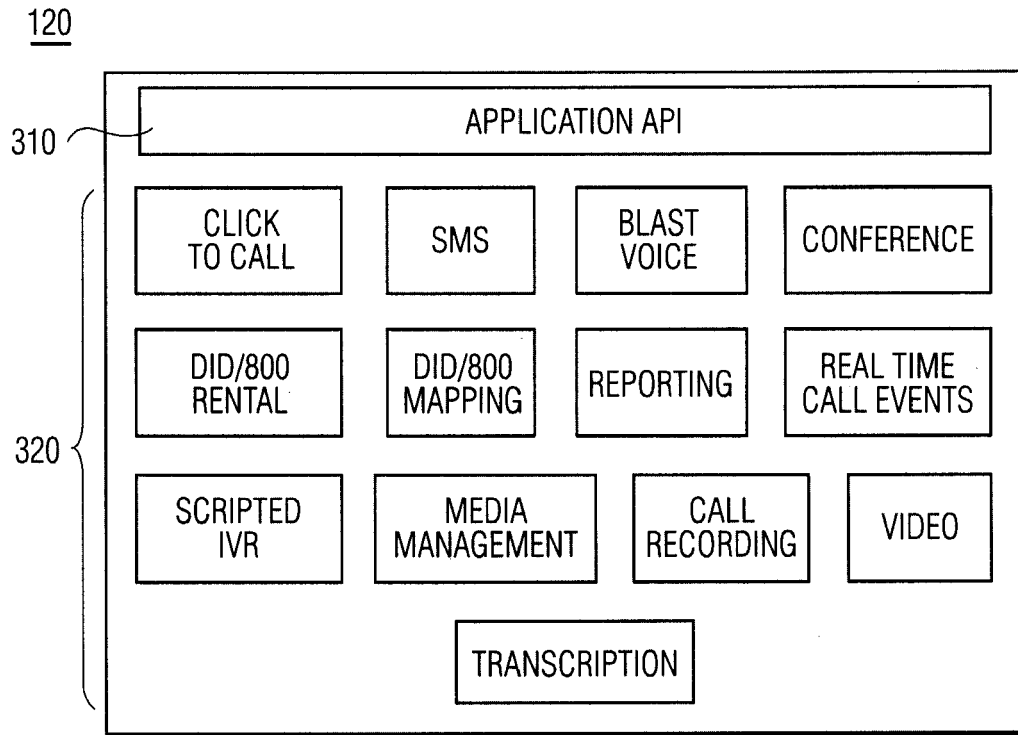 120
310
APPLICATION API
320
CLICK
TO CALL
SMS
BLAST
VOICE
CONFERENCE
DID/800
RENTAL
DID/800
MAPPING
REPORTING
REAL TIME
CALL EVENTS
SCRIPTED
IVR
MEDIA
MANAGEMENT
CALL
RECORDING
VIDEO
TRANSCRIPTION